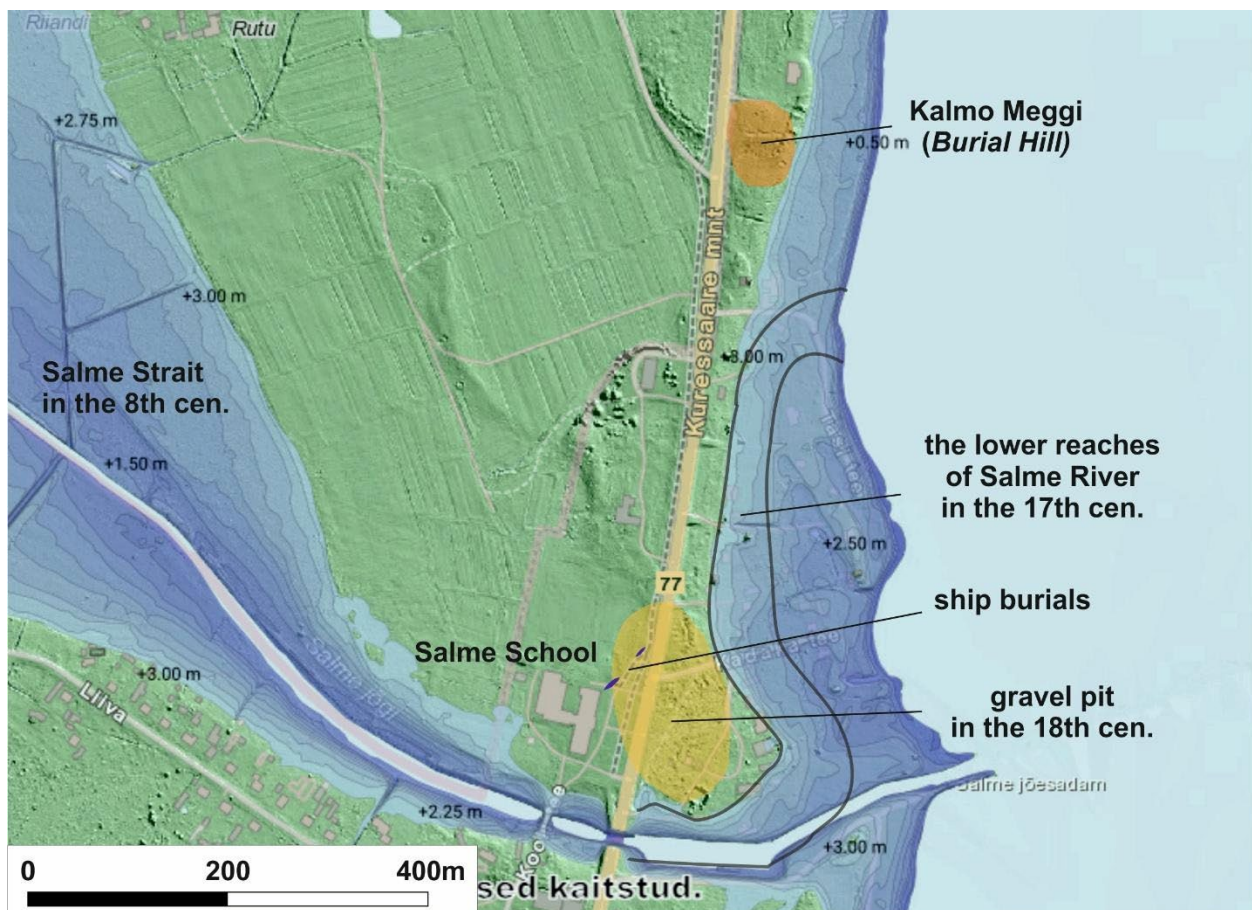 Riiandi
Rutu
+2.75 m
Kalmo Meggi
(Burial Hill)
+0.50 m
Kuressaare mnt
+3.00 m
Salme Strait
in the 8th cen.
+3.00 m
+1.50 m
the lower reaches
of Salme River
in the 17th cen.
+2.50 m
77
ship burials
Salme School
Salme jõgi
+3.00 m
Liiva
gravel pit
in the 18th cen.
Salme jõesadam
+2.25 m
+3.00 m
0 200 400m
sed kaitstud.